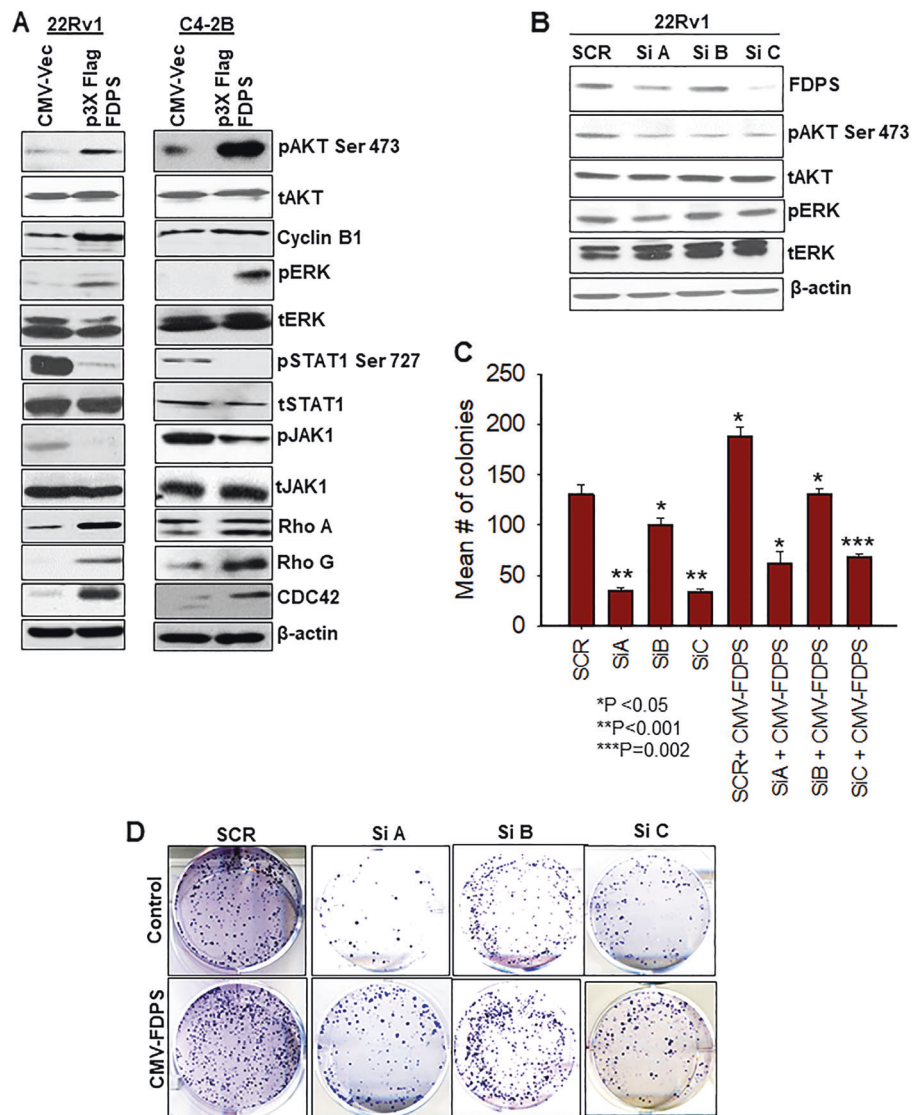 A
22Rv1
C4-2B
CMV-Vec
p3X Flag
FDPS
CMV-Vec
p3X Flag
FDPS
pAKT Ser 473
tAKT
Cyclin B1
pERK
tERK
pSTAT1 Ser 727
tSTAT1
pJAK1
tJAK1
Rho A
Rho G
CDC42
β-actin
B
22Rv1
SCR Si A Si B Si C
FDPS
pAKT Ser 473
tAKT
pERK
tERK
β-actin
C
Mean # of colonies
250
200
150
100
50
0
** * ** * * * ***
SCR
SiA
SiB
SiC
SCR+ CMV-FDPS
SiA + CMV-FDPS
SiB + CMV-FDPS
SiC + CMV-FDPS
*P <0.05
**P<0.001
***P=0.002
D
SCR Si A Si B Si C
Control
CMV-FDPS